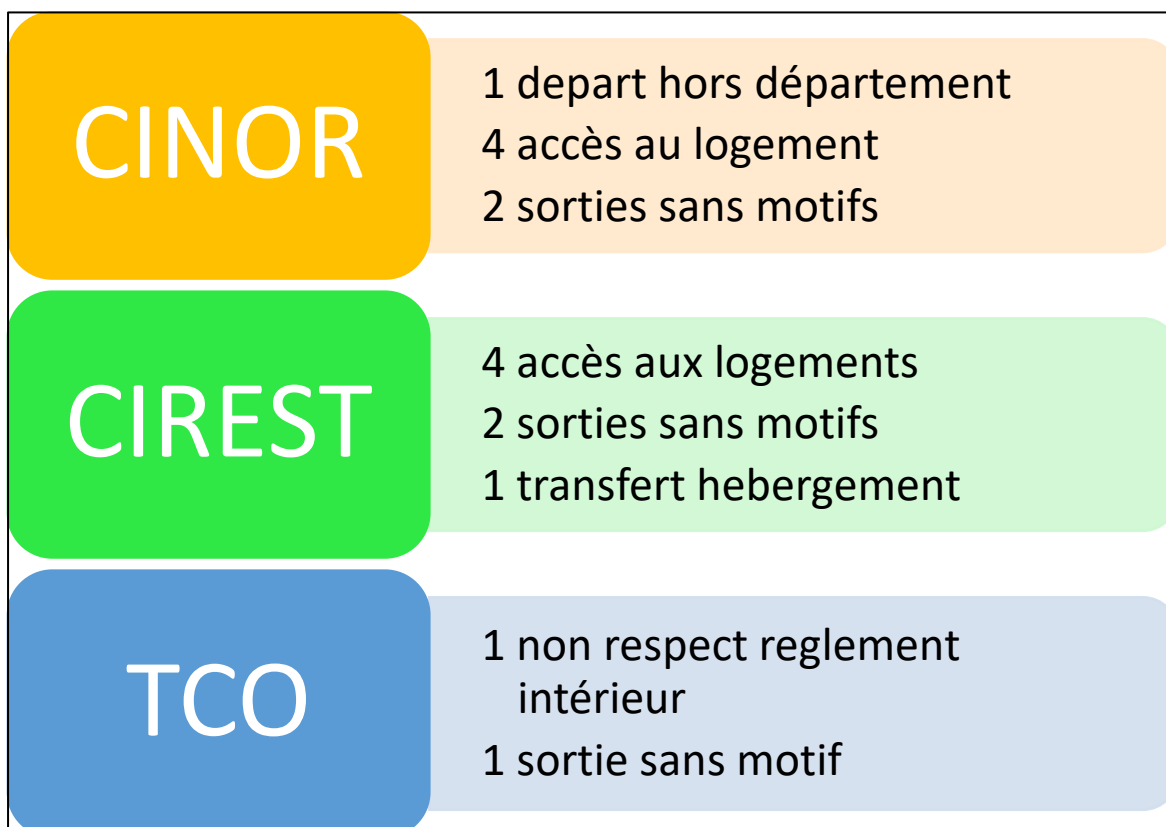 CINOR
1 depart hors département
4 accès au logement
2 sorties sans motifs
CIREST
4 accès aux logements
2 sorties sans motifs
1 transfert hebergement
TCO
1 non respect reglement
intérieur
1 sortie sans motif